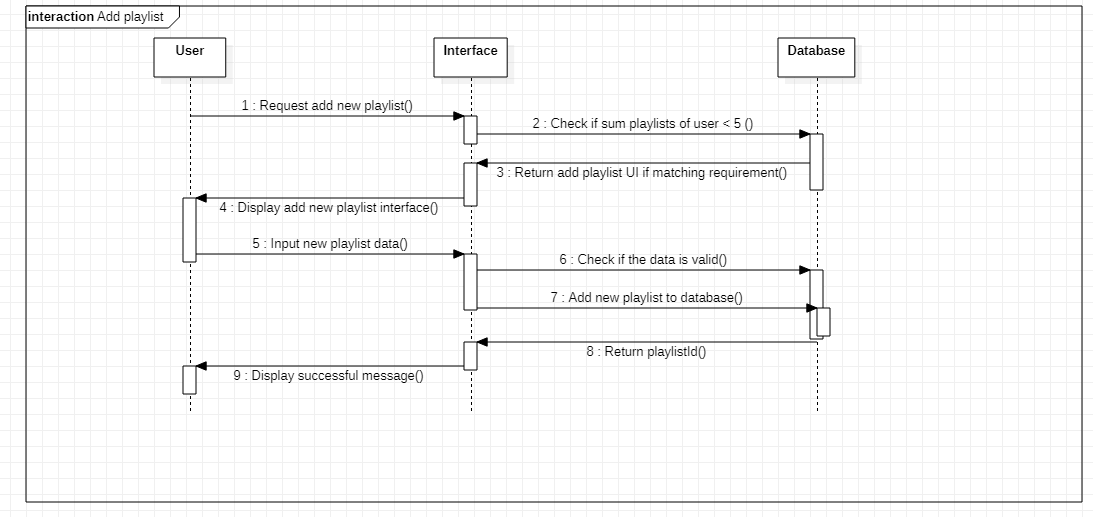 interaction Add playlist
User
Interface
Database
1 : Request add new playlist()
2 : Check if sum playlists of user < 5 ()
3 : Return add playlist UI if matching requirement()
4 : Display add new playlist interface()
5 : Input new playlist data()
6 : Check if the data is valid()
7 : Add new playlist to database()
8 : Return playlistId()
9 : Display successful message()